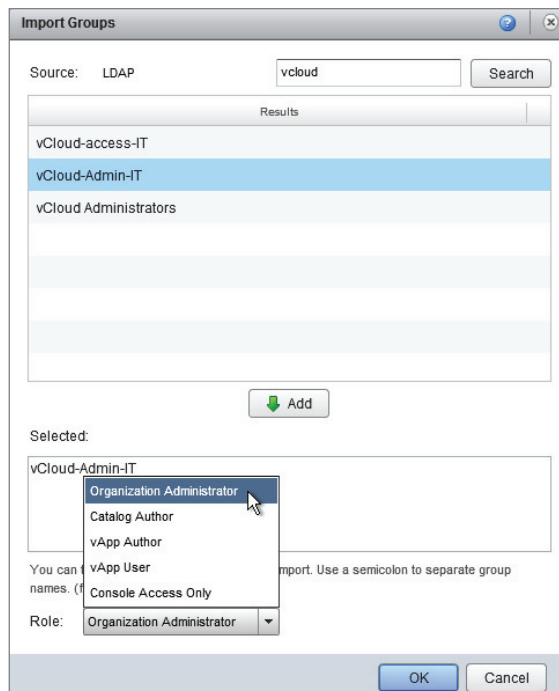 Import Groups
Source: LDAP vcloud Search
Results
vCloud-access-IT
vCloud-Admin-IT
vCloud Administrators
Add
Selected:
vCloud-Admin-IT
Organization Administrator
Catalog Author
vApp Author
vApp User
Console Access Only
You can mport. Use a semicolon to separate group
names. (f
Role: Organization Administrator
OK Cancel